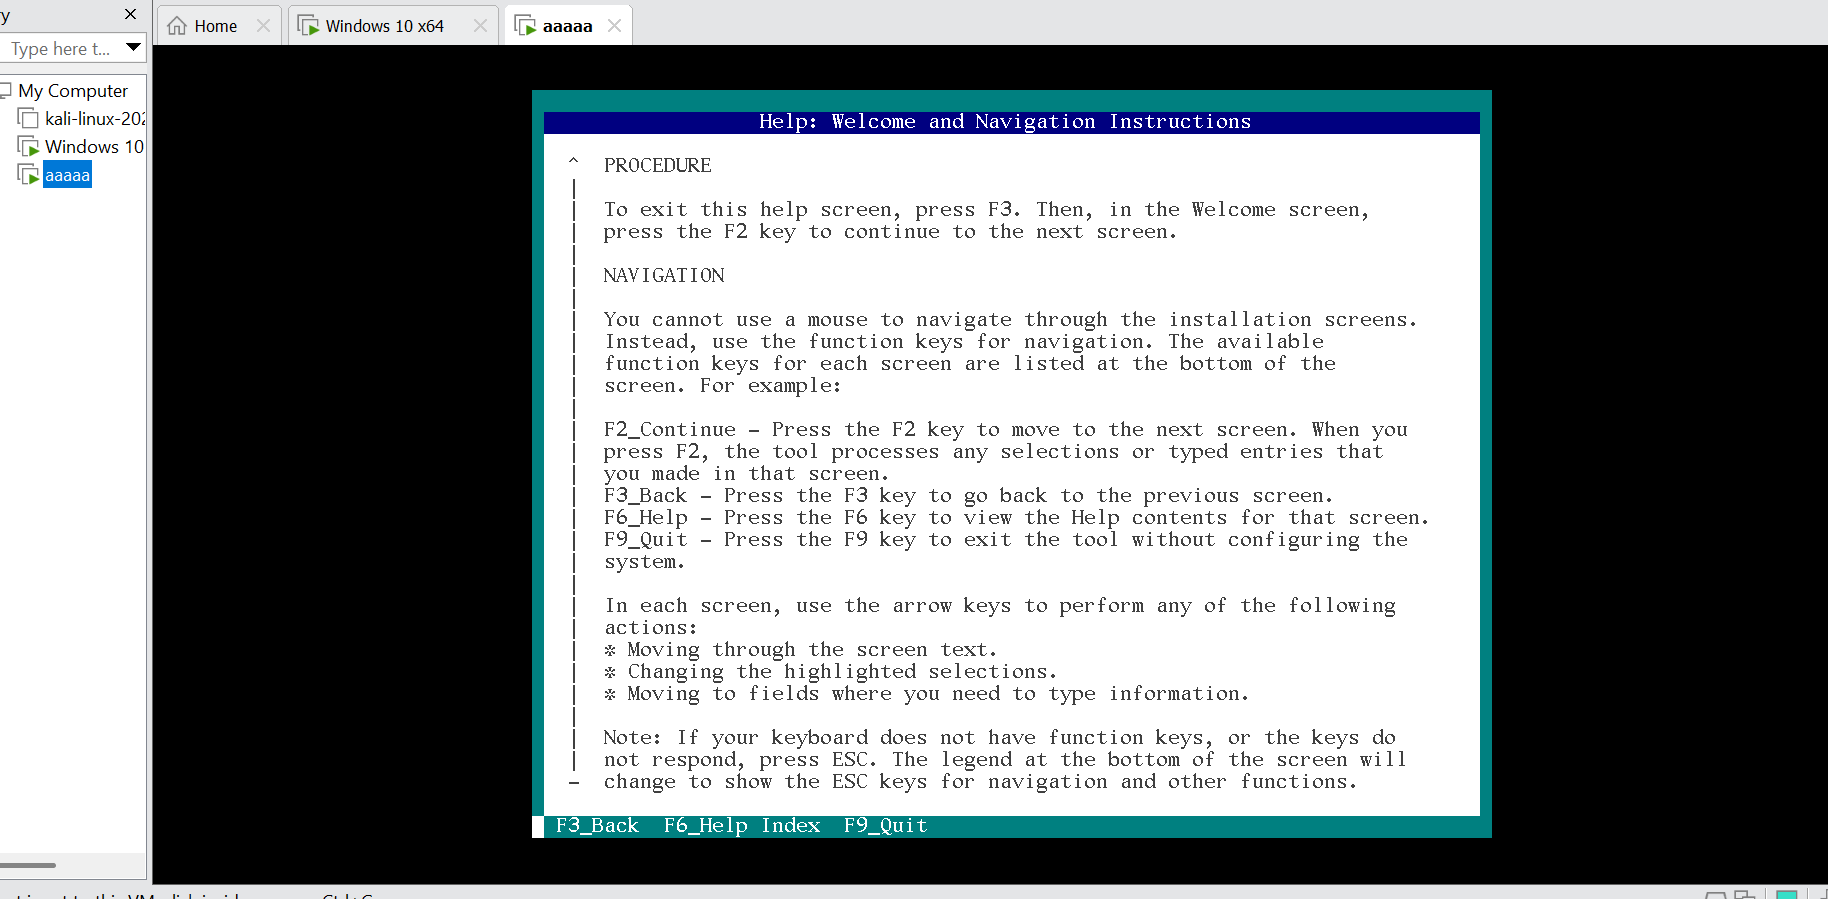 y
Home
Windows 10 x64
aaaaa
Type here t...
My Computer
kali-linux-202
Windows 10
aaaaa
Help: Welcome and Navigation Instructions
^ PROCEDURE
To exit this help screen, press F3. Then, in the Welcome screen,
press the F2 key to continue to the next screen.
NAVIGATION
You cannot use a mouse to navigate through the installation screens.
Instead, use the function keys for navigation. The available
function keys for each screen are listed at the bottom of the
screen. For example:
F2_Continue - Press the F2 key to move to the next screen. When you
press F2, the tool processes any selections or typed entries that
you made in that screen.
F3_Back - Press the F3 key to go back to the previous screen.
F6_Help - Press the F6 key to view the Help contents for that screen.
F9_Quit - Press the F9 key to exit the tool without configuring the
system.
In each screen, use the arrow keys to perform any of the following
actions:
* Moving through the screen text.
* Changing the highlighted selections.
* Moving to fields where you need to type information.
Note: If your keyboard does not have function keys, or the keys do
not respond, press ESC. The legend at the bottom of the screen will
- change to show the ESC keys for navigation and other functions.
F3_Back F6_Help Index F9_Quit